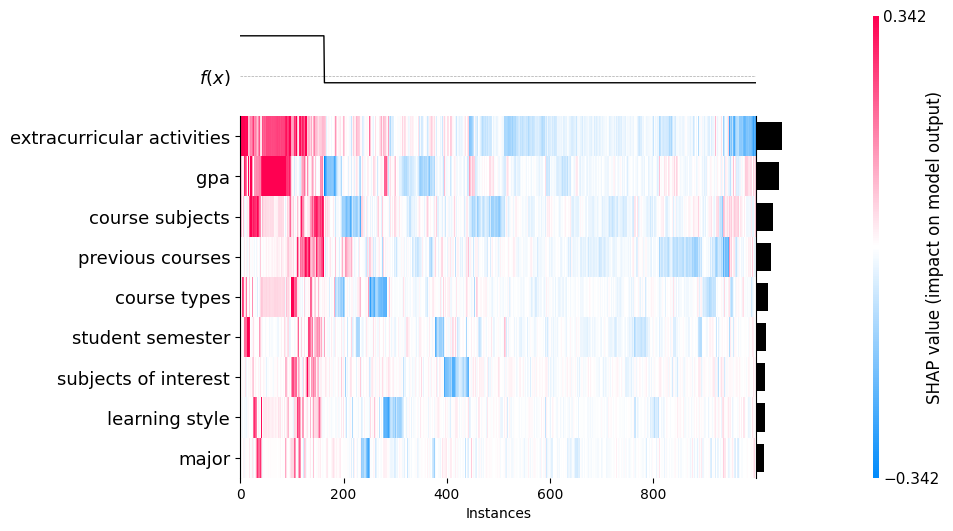 0.342
f(x)
extracurricular activities
gpa
course subjects
previous courses
course types
student semester
subjects of interest
learning style
major
SHAP value (impact on model output)
−0.342
0 200 400 600 800
Instances